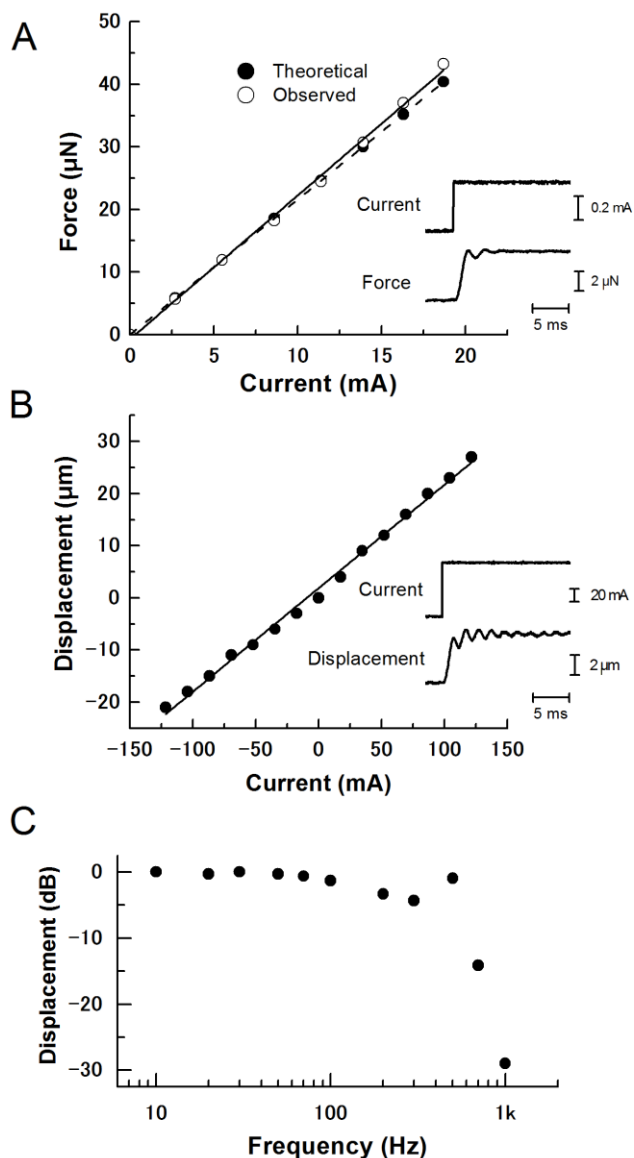 A
50
40
30
20
10
0
Force (µN)
Theoretical
Observed
Current
0.2 mA
Force
2 µN
5 ms
0 5 10 15 20
Current (mA)
B
30
20
10
0
−10
−20
Displacement (µm)
Current
20 mA
Displacement
2 µm
5 ms
−150 −100 −50 0 50 100 150
Current (mA)
C
0
−10
−20
−30
Displacement (dB)
10 100 1k
Frequency (Hz)